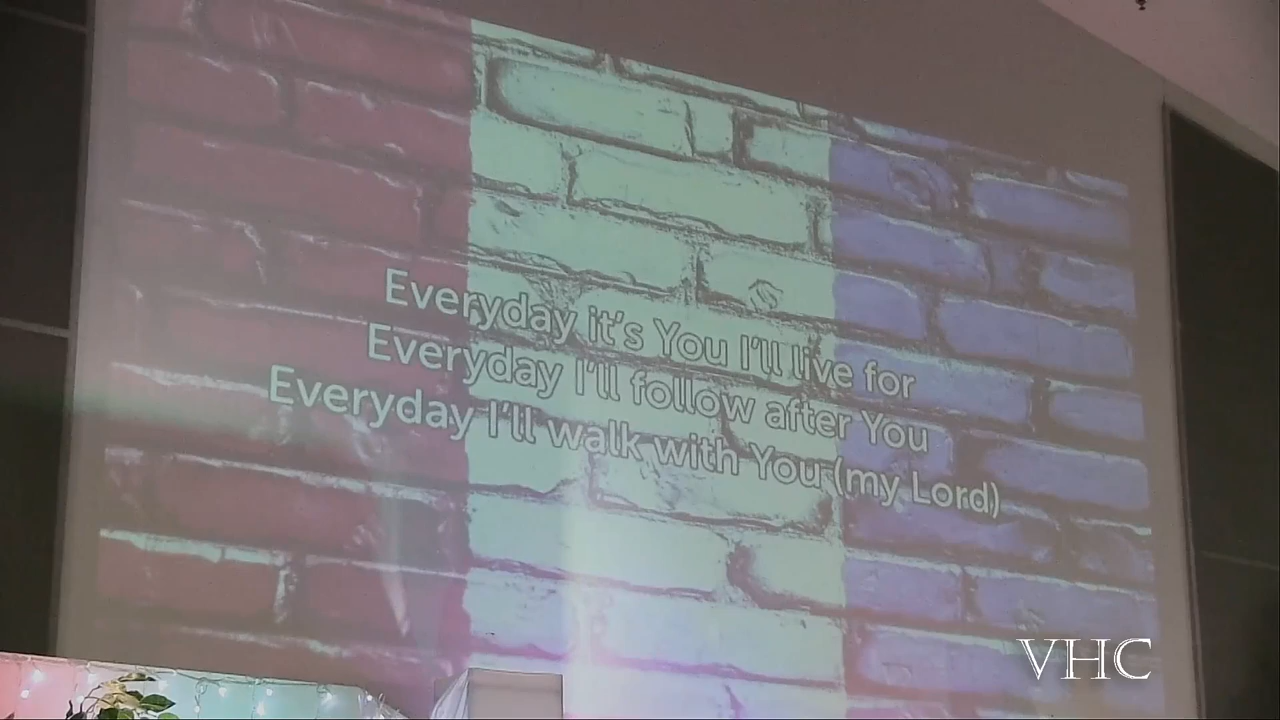 Everyday it's You I'll live for
Everyday I'll follow after You
Everyday I'll walk with You (my Lord)
VHC